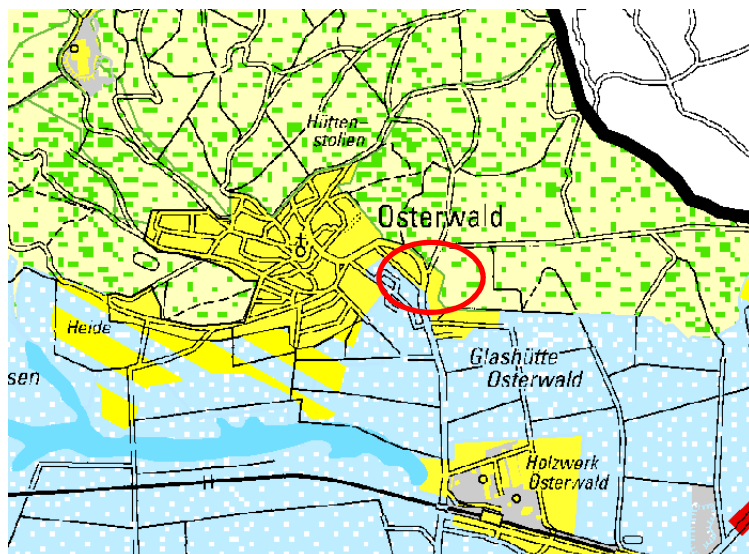 Hütten-
stollen
Osterwald
Heide
sen
Glashütte
Osterwald
Holzwerk
Osterwald
H